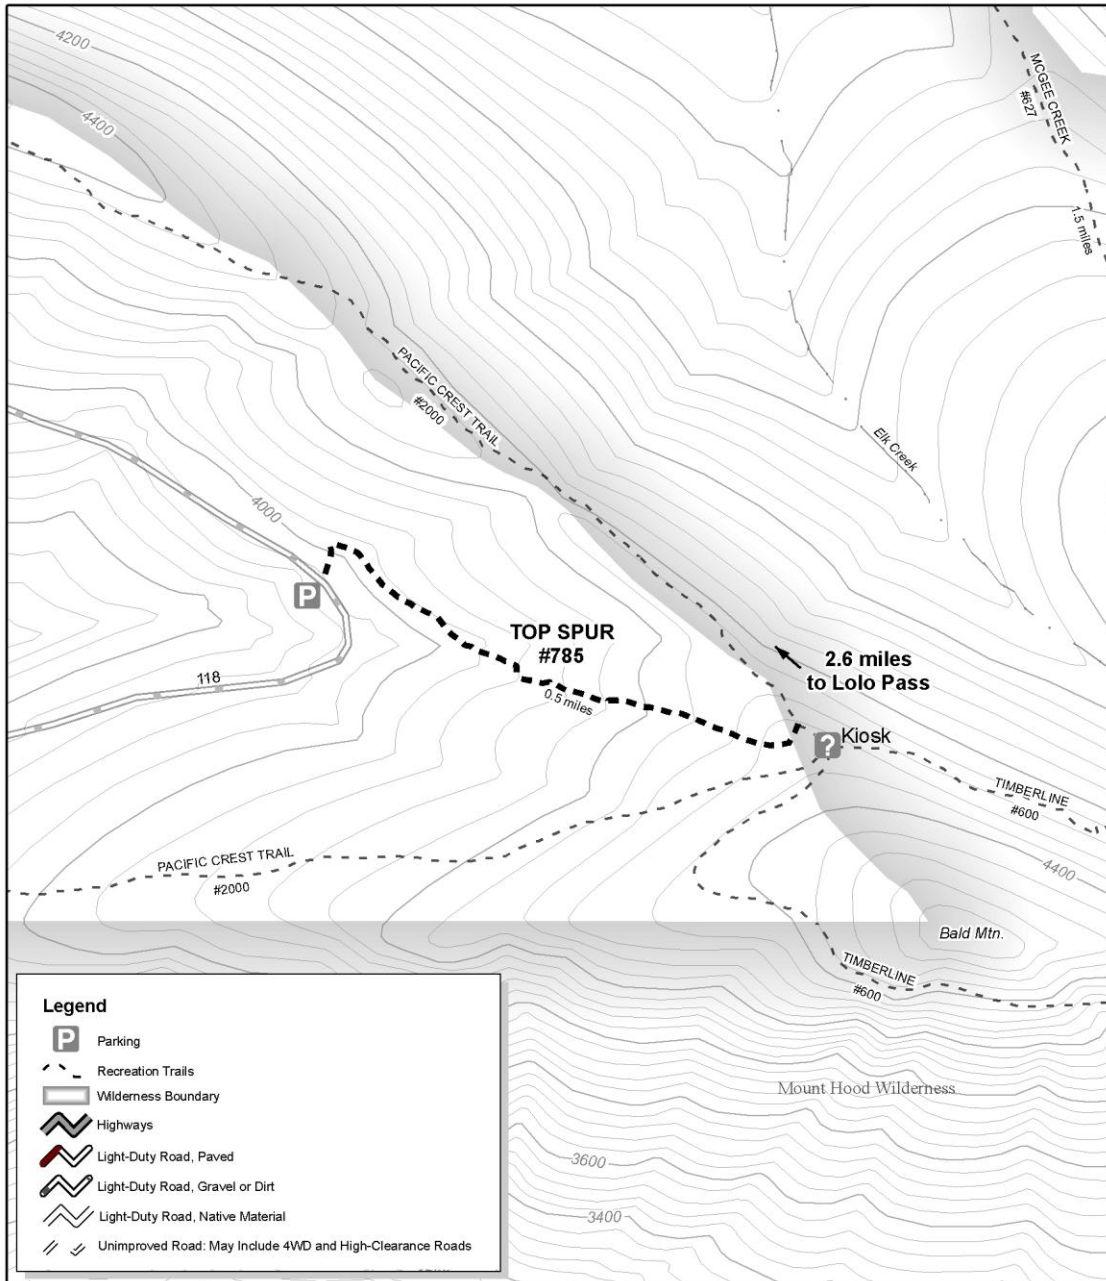 4200
4400
MCGEE CREEK
#627
1.5 miles
PACIFIC CREST TRAIL
#2000
Elk Creek
4000
P
TOP SPUR
#785
0.5 miles
118
2.6 miles
to Lolo Pass
?
Kiosk
TIMBERLINE
#600
4400
PACIFIC CREST TRAIL
#2000
Bald Mtn.
TIMBERLINE
#600
Mount Hood Wilderness
3600
3400
Legend
P
Parking
Recreation Trails
Wilderness Boundary
Highways
Light-Duty Road, Paved
Light-Duty Road, Gravel or Dirt
Light-Duty Road, Native Material
Unimproved Road: May Include 4WD and High-Clearance Roads